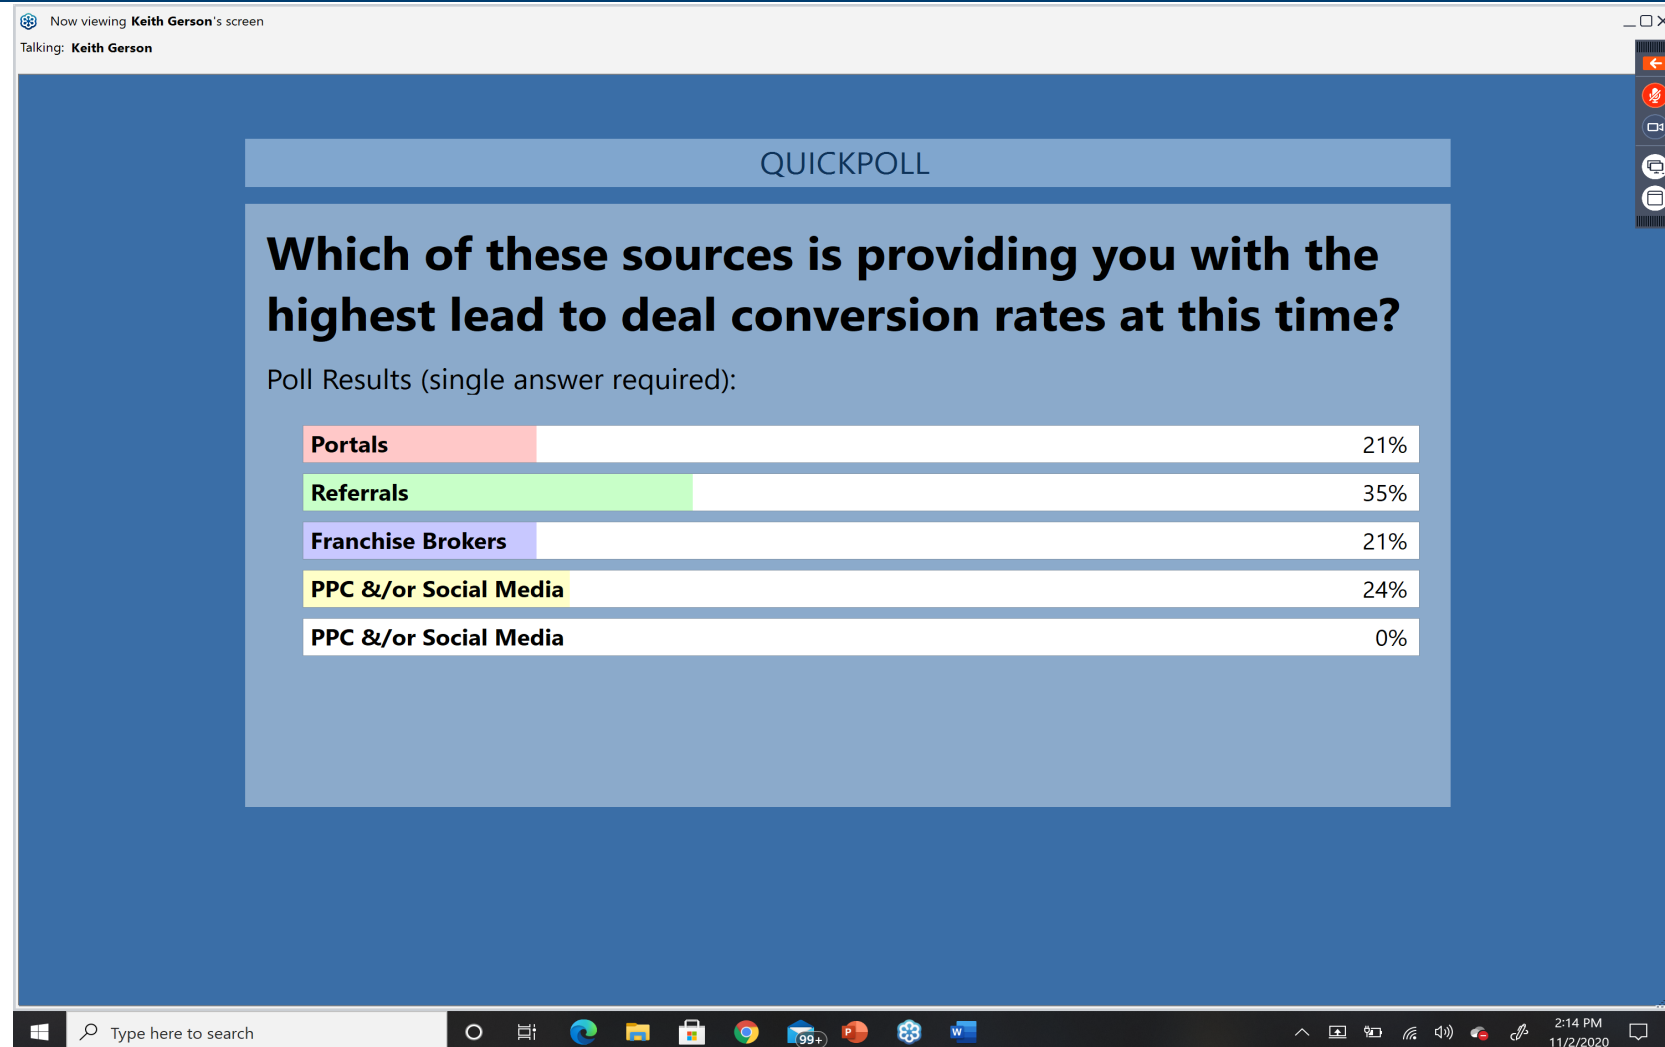 Now viewing Keith Gerson's screen
Talking: Keith Gerson
QUICKPOLL
Which of these sources is providing you with the
highest lead to deal conversion rates at this time?
Poll Results (single answer required):
Portals 21%
Referrals 35%
Franchise Brokers 21%
PPC &/or Social Media 24%
PPC &/or Social Media 0%
Type here to search
99+
P
W
2:14 PM
11/2/2020